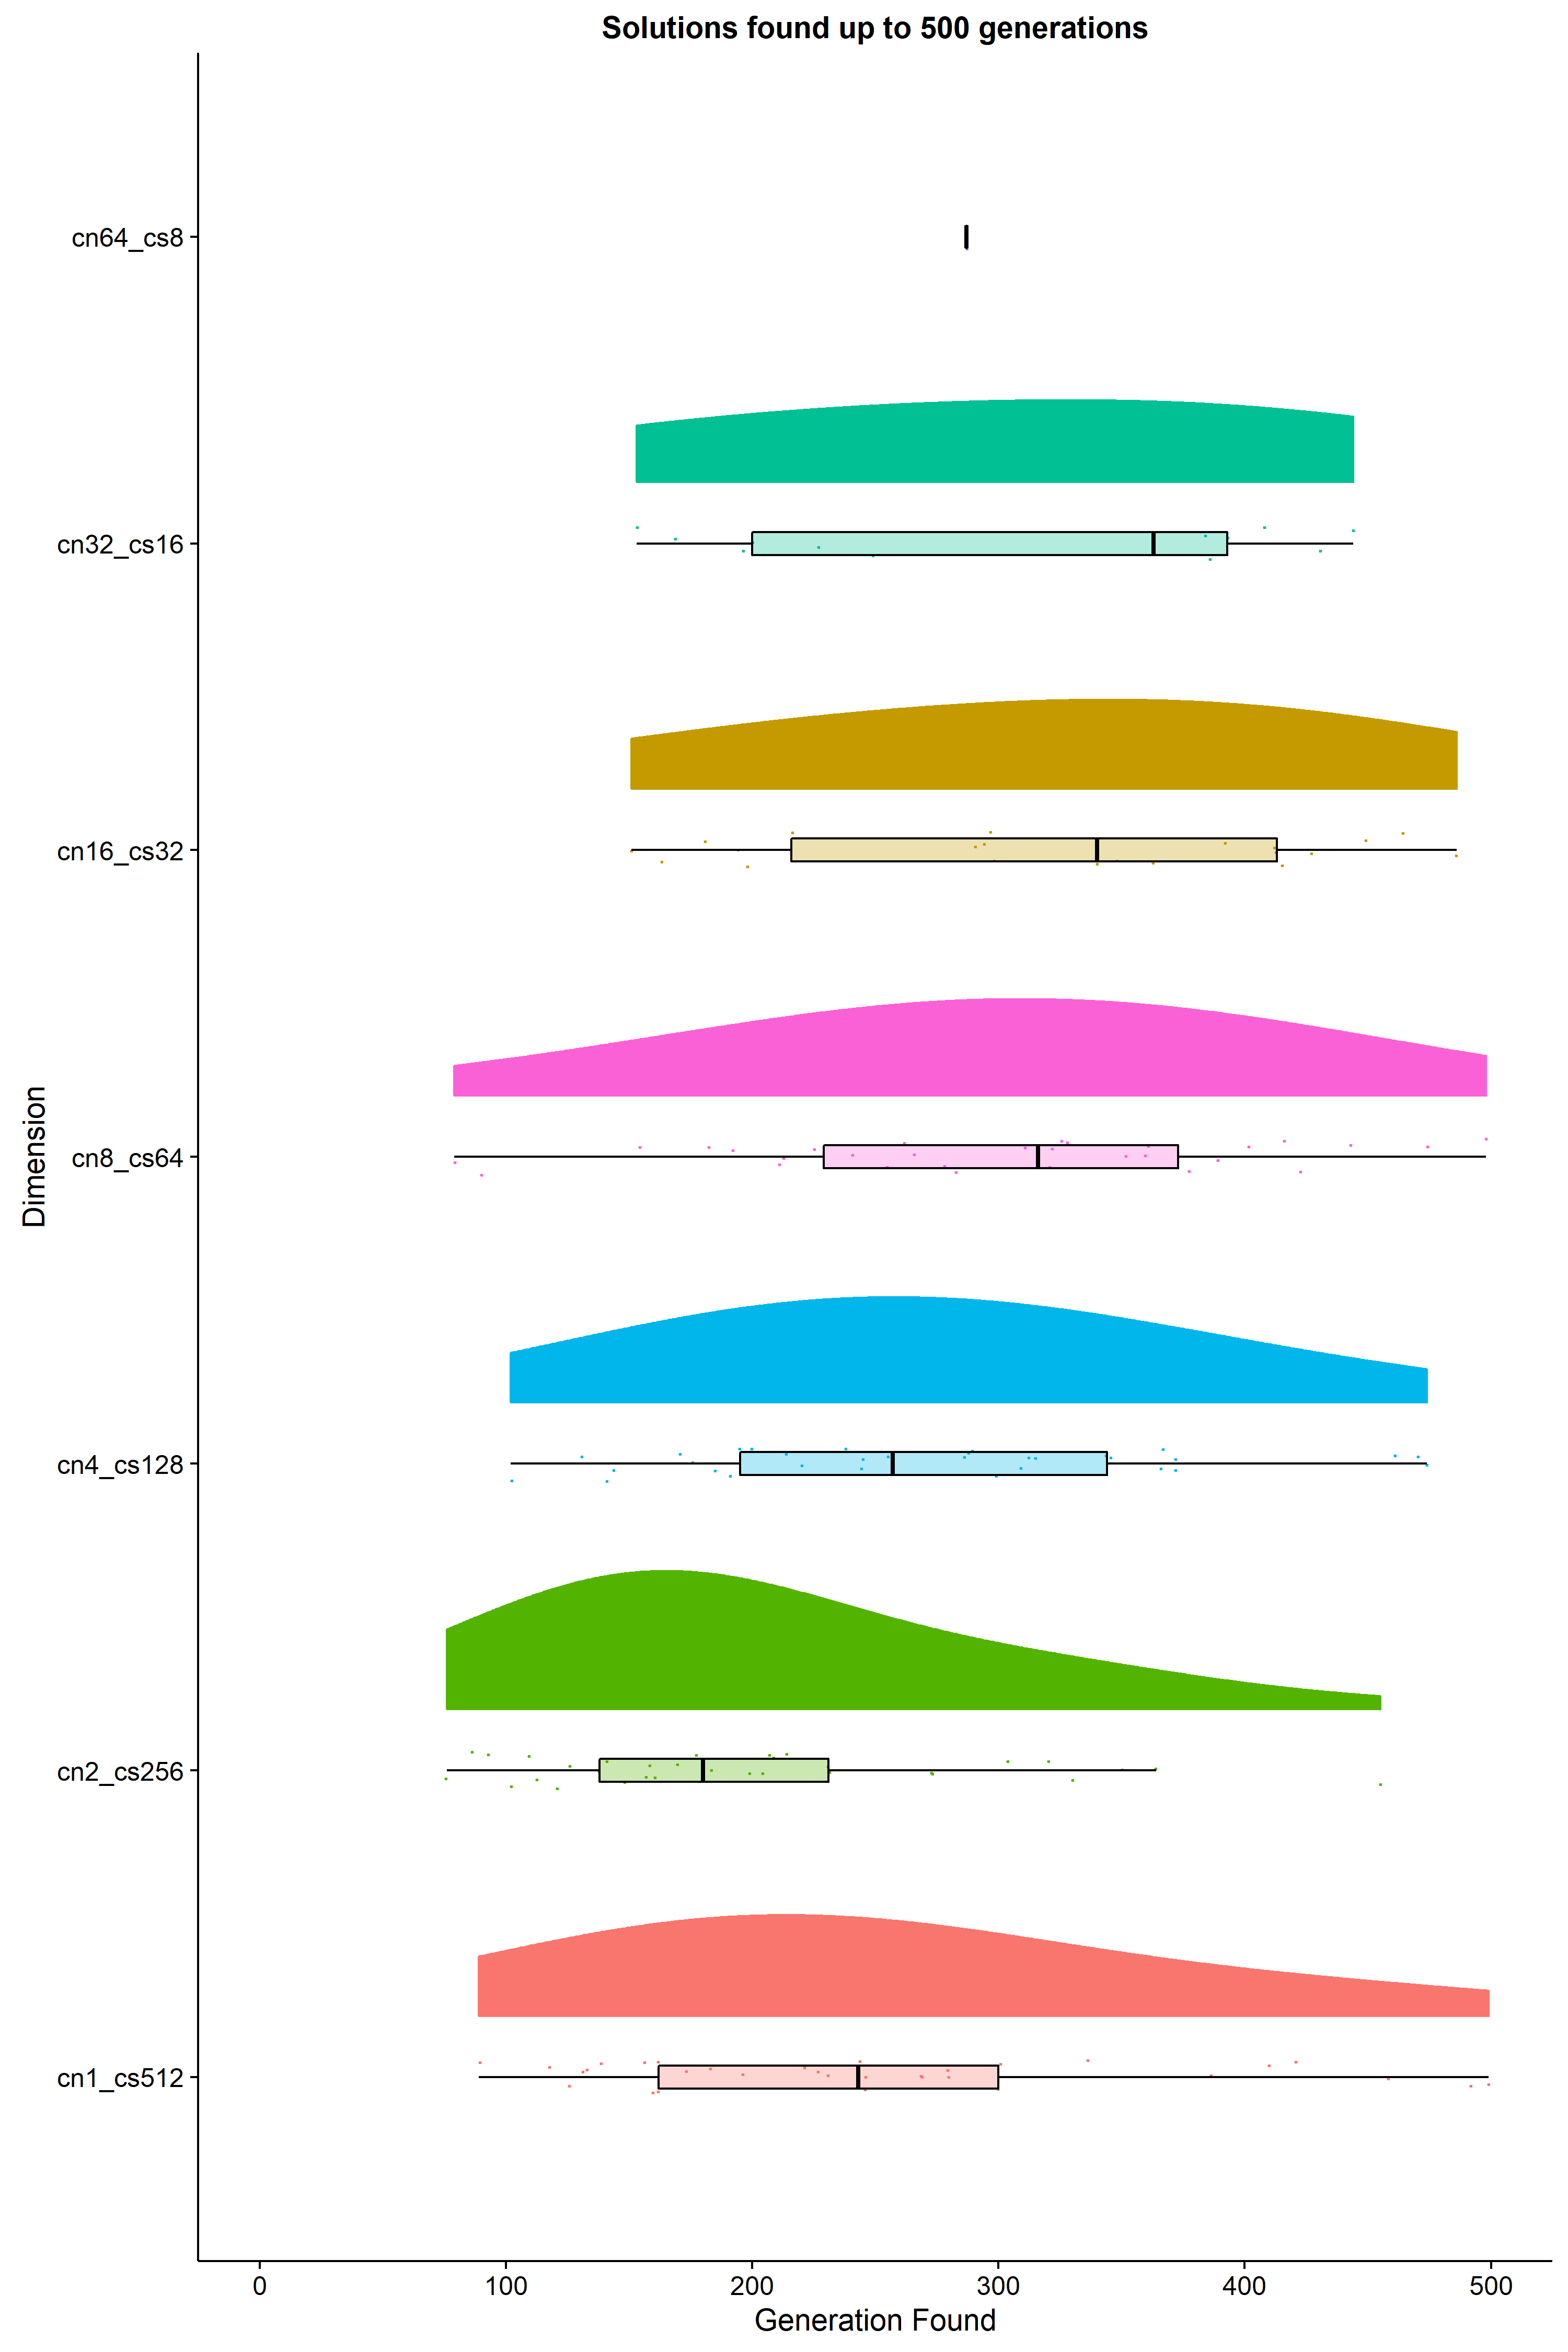 Solutions found up to 500 generations
cn64_cs8
cn32_cs16
cn16_cs32
cn8_cs64
cn4_cs128
cn2_cs256
cn1_cs512
Dimension
0 100 200 300 400 500
Generation Found